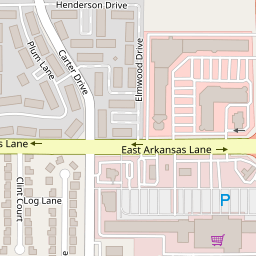 Henderson Drive
Plum Lane
Carter Drive
Elmwood Drive
s Lane
East Arkansas Lane
Clint Court
Log Lane
P